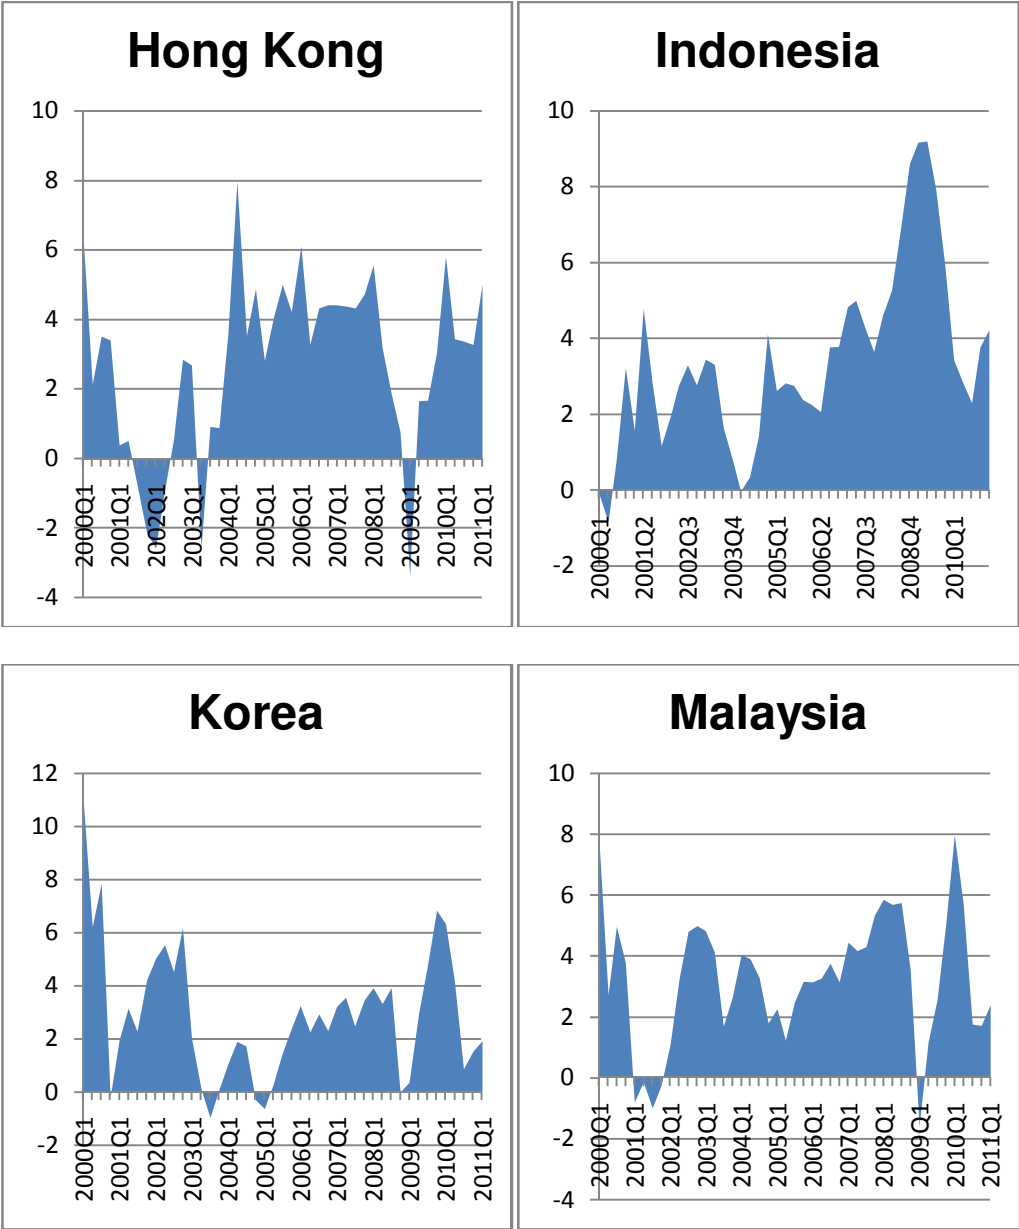 Hong Kong
10
8
6
4
2
0
-2
-4
2000Q1
2001Q1
2002Q1
2003Q1
2004Q1
2005Q1
2006Q1
2007Q1
2008Q1
2009Q1
2010Q1
2011Q1
Indonesia
10
8
6
4
2
0
-2
2000Q1
2001Q2
2002Q3
2003Q4
2005Q1
2006Q2
2007Q3
2008Q4
2010Q1
Korea
12
10
8
6
4
2
0
-2
2000Q1
2001Q1
2002Q1
2003Q1
2004Q1
2005Q1
2006Q1
2007Q1
2008Q1
2009Q1
2010Q1
2011Q1
Malaysia
10
8
6
4
2
0
-2
-4
2000Q1
2001Q1
2002Q1
2003Q1
2004Q1
2005Q1
2006Q1
2007Q1
2008Q1
2009Q1
2010Q1
2011Q1